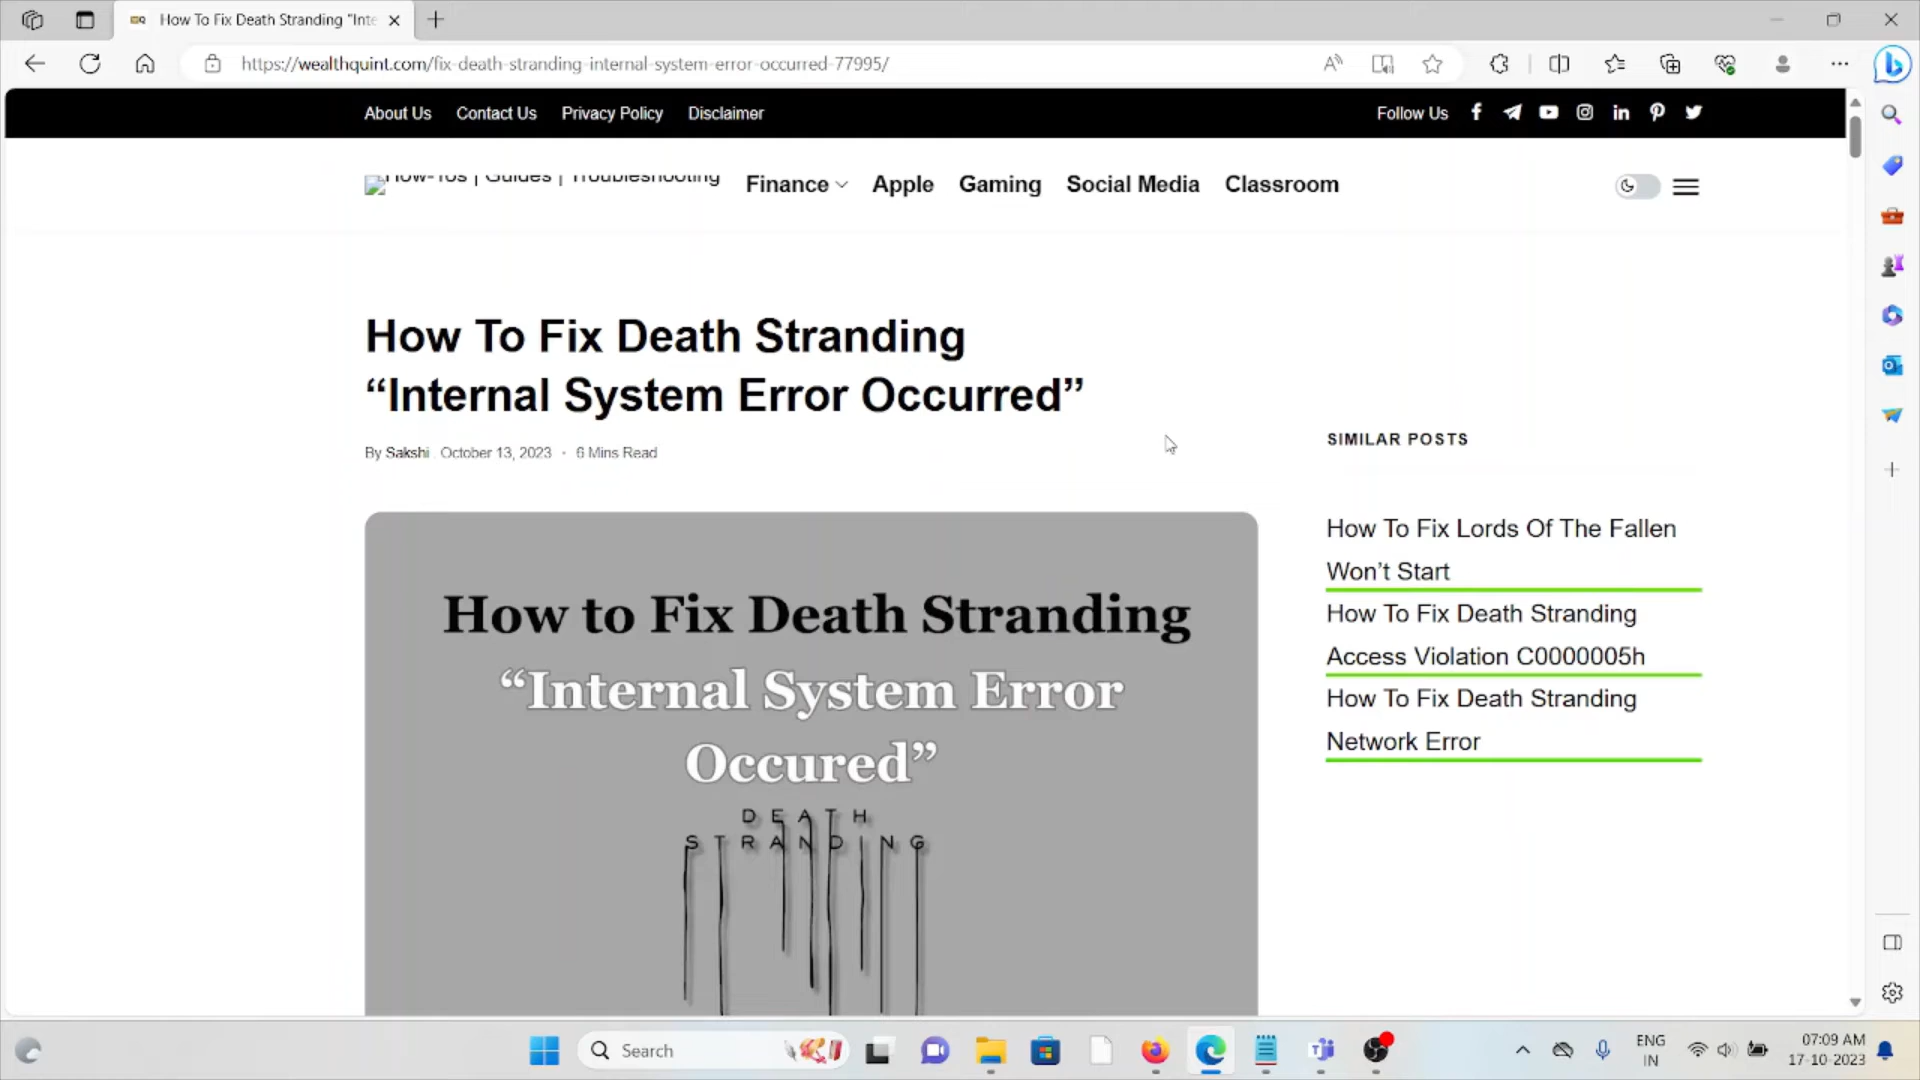 How To Fix Death Stranding "Inte
https://wealthquint.com/fix-death-stranding-internal-system-error-occurred-77995/
About Us Contact Us Privacy Policy Disclaimer
Follow Us
How-Tos | Guides | Troubleshooting
Finance Apple Gaming Social Media Classroom
How To Fix Death Stranding
“Internal System Error Occurred”
By Sakshi . October 13, 2023 · 6 Mins Read
SIMILAR POSTS
How To Fix Lords Of The Fallen
Won’t Start
How To Fix Death Stranding
Access Violation C0000005h
How To Fix Death Stranding
Network Error
How to Fix Death Stranding
“Internal System Error
Occured”
DEATH
STRANDING
Search
ENG
IN
07:09 AM
17-10-2023